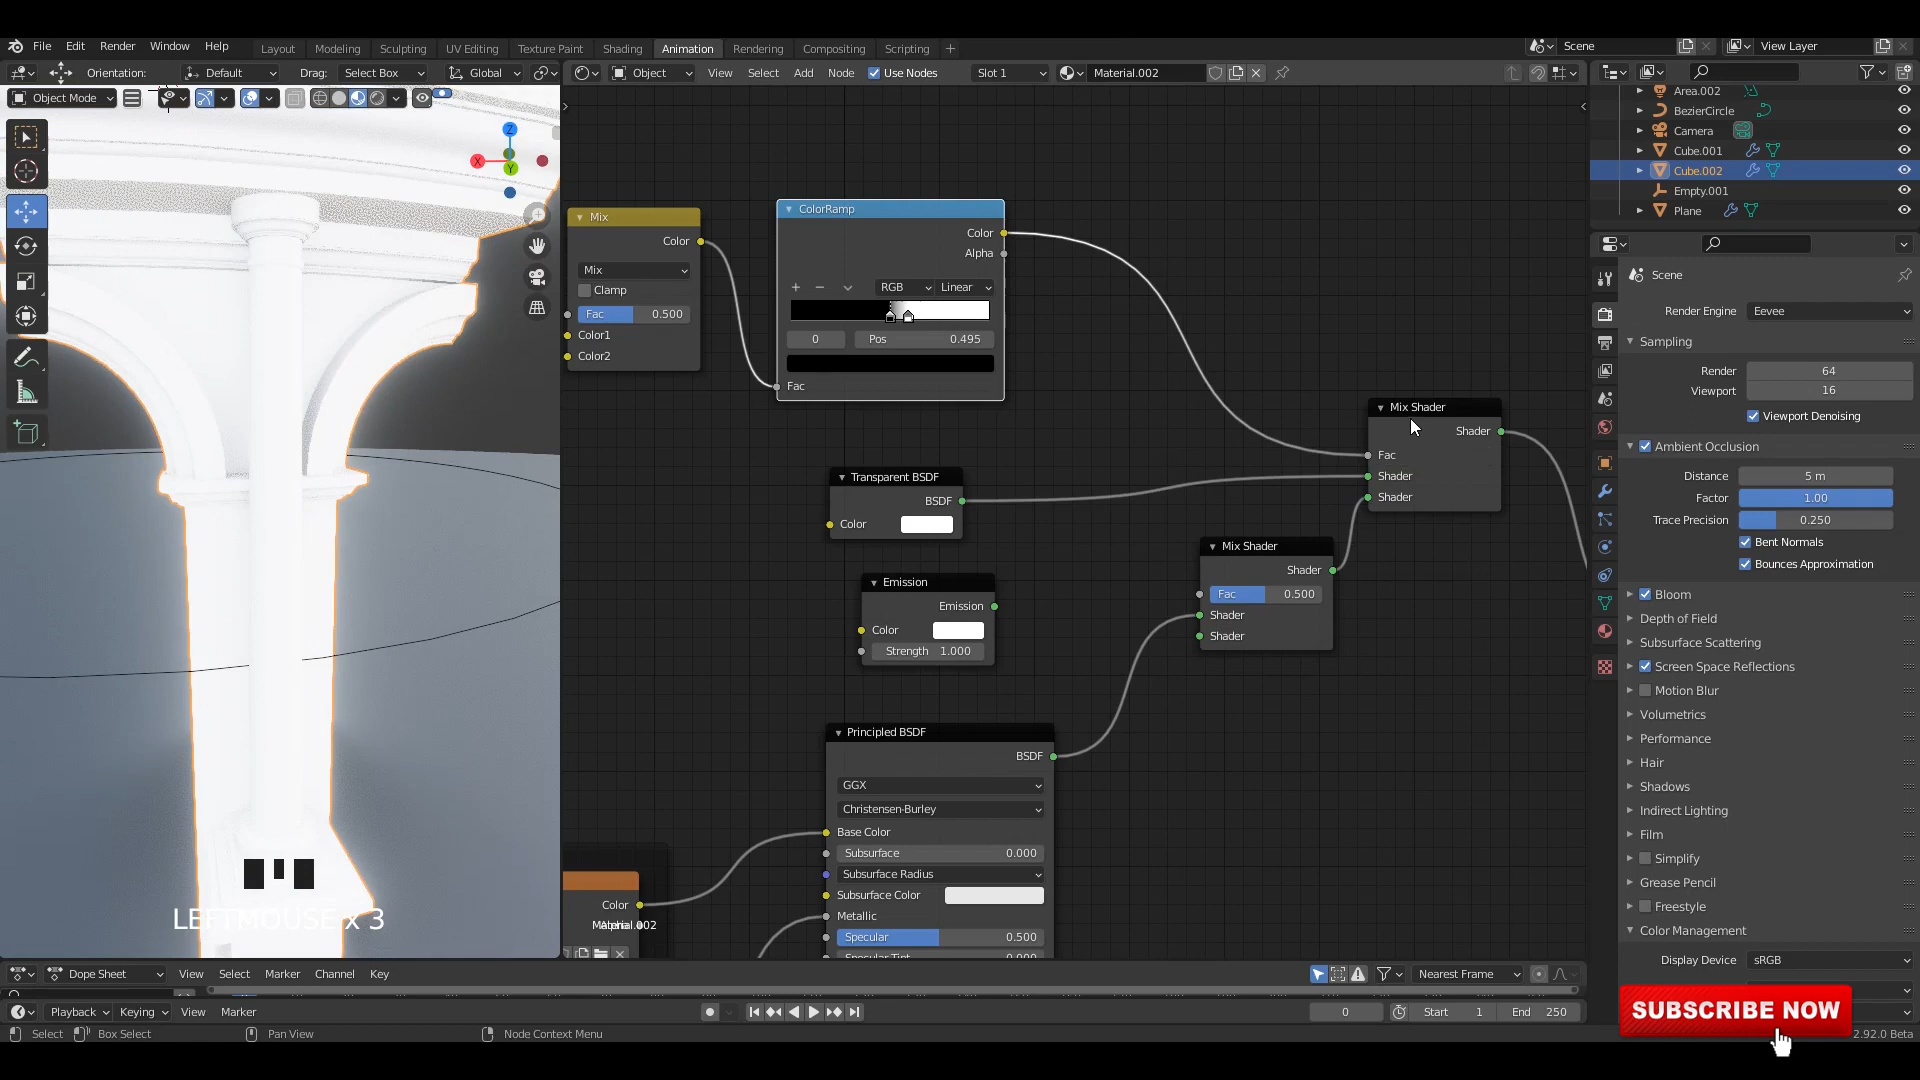 File Edit Render Window Help Layout Modeling Sculpting UV Editing Texture Paint Shading Animation Rendering Compositing Scripting + Scene View Layer
Orientation: Default Drag: Select Box Global Object View Select Add Node Use Nodes Slot 1 Material.002
Object Mode
Z
X
Y
Area.002
BezierCircle
Camera
Cube.001
Cube.002
Empty.001
Plane
Mix
Color
Mix
Clamp
Fac 0.500
Color1
Color2
ColorRamp
Color
Alpha
RGB Linear
0 Pos 0.495
Fac
Transparent BSDF
BSDF
Color
Emission
Emission
Color
Strength 1.000
Mix Shader
Shader
Fac
Shader
Shader
Mix Shader
Shader
Fac 0.500
Shader
Shader
Principled BSDF
BSDF
GGX
Christensen-Burley
Base Color
Subsurface 0.000
Subsurface Radius
Subsurface Color
Metallic
Specular 0.500
Specular Tint 0.000
Color
Material.002
Scene
Render Engine Eevee
Sampling
Render 64
Viewport 16
Viewport Denoising
Ambient Occlusion
Distance 5 m
Factor 1.00
Trace Precision 0.250
Bent Normals
Bounces Approximation
Bloom
Depth of Field
Subsurface Scattering
Screen Space Reflections
Motion Blur
Volumetrics
Performance
Hair
Shadows
Indirect Lighting
Film
Simplify
Grease Pencil
Freestyle
Color Management
Display Device sRGB
LEFTMOUSE x 3
Dope Sheet View Select Marker Channel Key Nearest Frame
Playback Keying View Marker 0 Start 1 End 250
Select Box Select Pan View Node Context Menu 2.92.0 Beta
SUBSCRIBE NOW